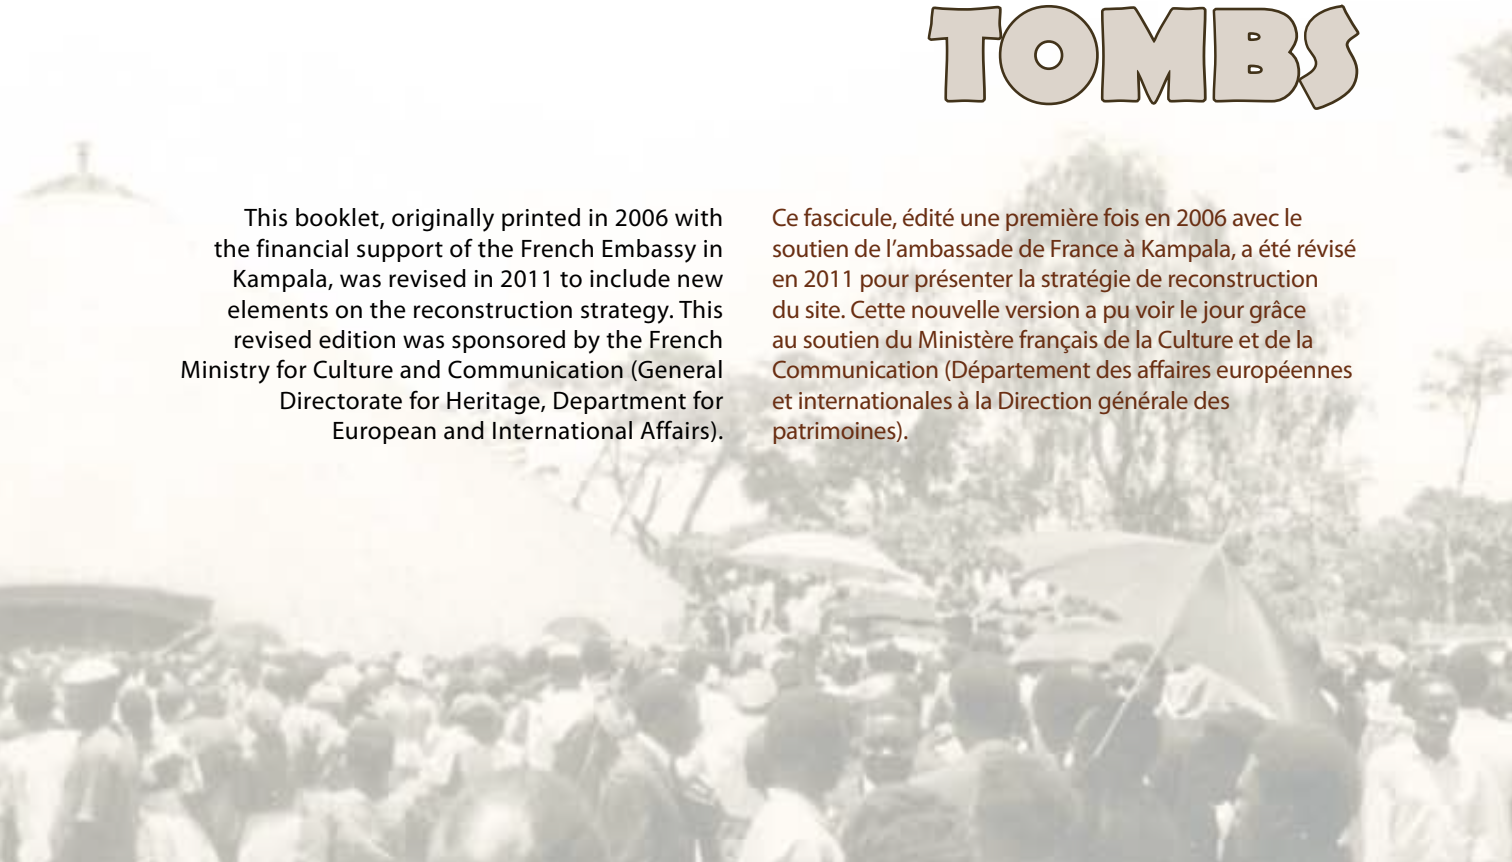 TOMBS
This booklet, originally printed in 2006 with
the financial support of the French Embassy in
Kampala, was revised in 2011 to include new
elements on the reconstruction strategy. This
revised edition was sponsored by the French
Ministry for Culture and Communication (General
Directorate for Heritage, Department for
European and International Affairs).
Ce fascicule, édité une première fois en 2006 avec le
soutien de l’ambassade de France à Kampala, a été révisé
en 2011 pour présenter la stratégie de reconstruction
du site. Cette nouvelle version a pu voir le jour grâce
au soutien du Ministère français de la Culture et de la
Communication (Département des affaires européennes
et internationales à la Direction générale des
patrimoines).